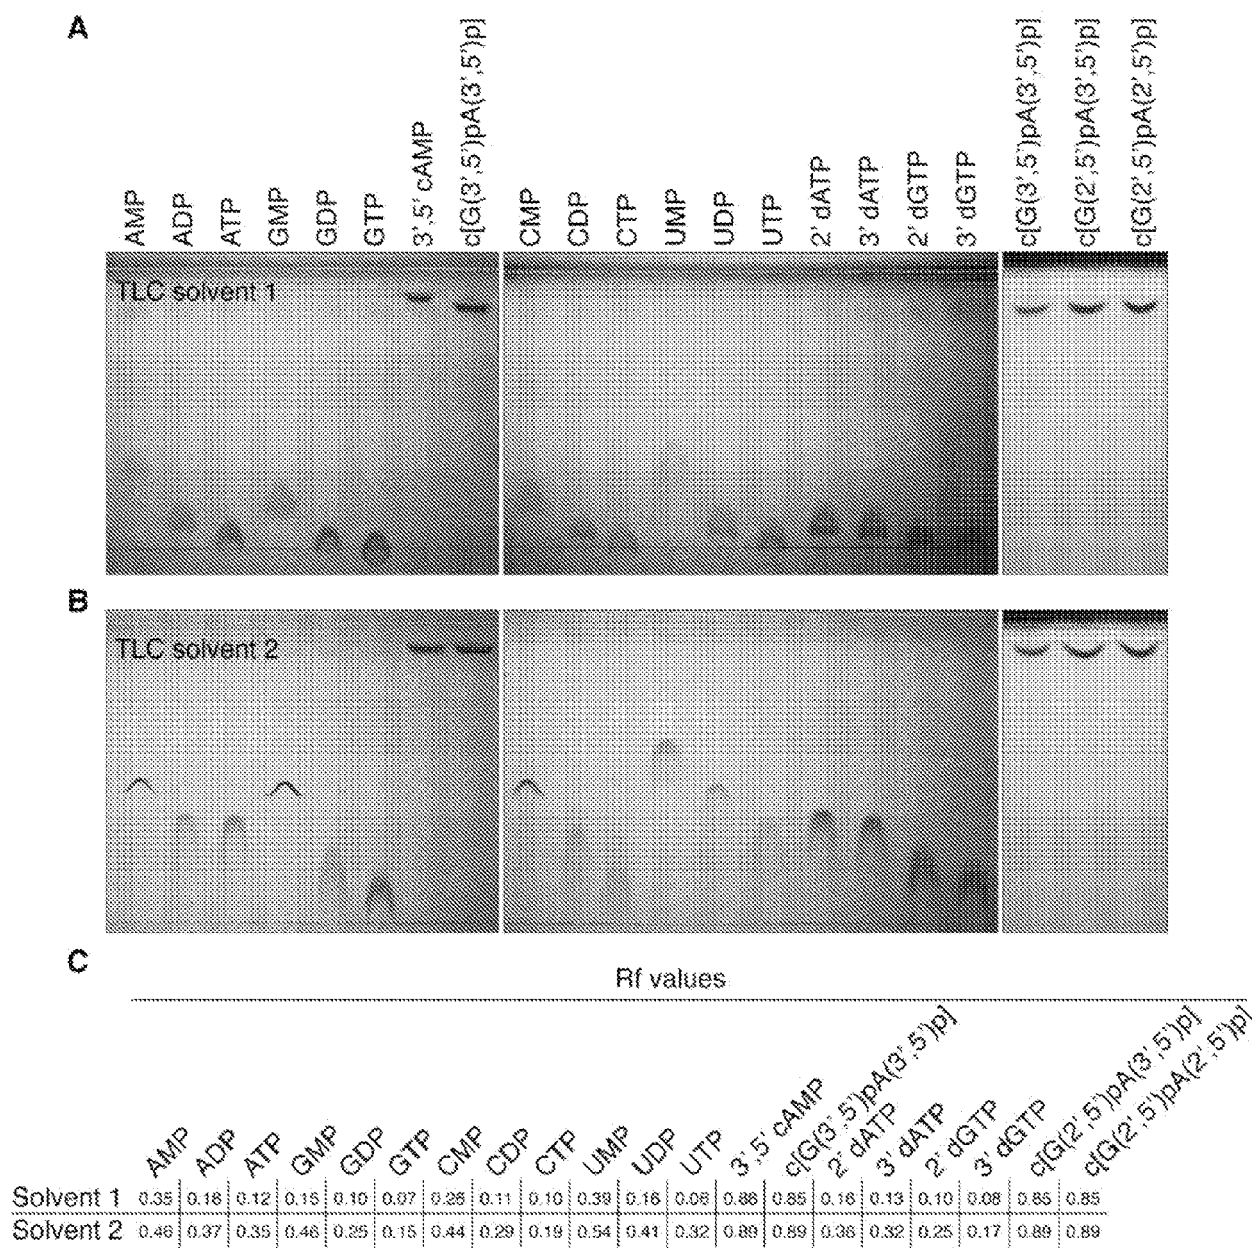 A
AMP
ADP
ATP
GMP
GDP
GTP
3',5' cAMP
c[G(3',5')pA(3',5')p]
CMP
CDP
CTP
UMP
UDP
UTP
2' dATP
3' dATP
2' dGTP
3' dGTP
c[G(3',5')pA(3',5')p]
c[G(2',5')pA(3',5')p]
c[G(2',5')pA(2',5')p]
TLC solvent 1
B
TLC solvent 2
C
Rf values
AMP
ADP
ATP
GMP
GDP
GTP
CMP
CDP
CTP
UMP
UDP
UTP
3',5' cAMP
c[G(3',5')pA(3',5')p]
2' dATP
3' dATP
2' dGTP
3' dGTP
c[G(2',5')pA(3',5')p]
c[G(2',5')pA(2',5')p]
Solvent 1 0.35 0.16 0.12 0.15 0.10 0.07 0.28 0.11 0.10 0.39 0.16 0.06 0.88 0.85 0.16 0.13 0.10 0.08 0.85 0.85
Solvent 2 0.46 0.37 0.35 0.46 0.25 0.15 0.44 0.29 0.19 0.54 0.41 0.32 0.89 0.89 0.36 0.32 0.25 0.17 0.89 0.89